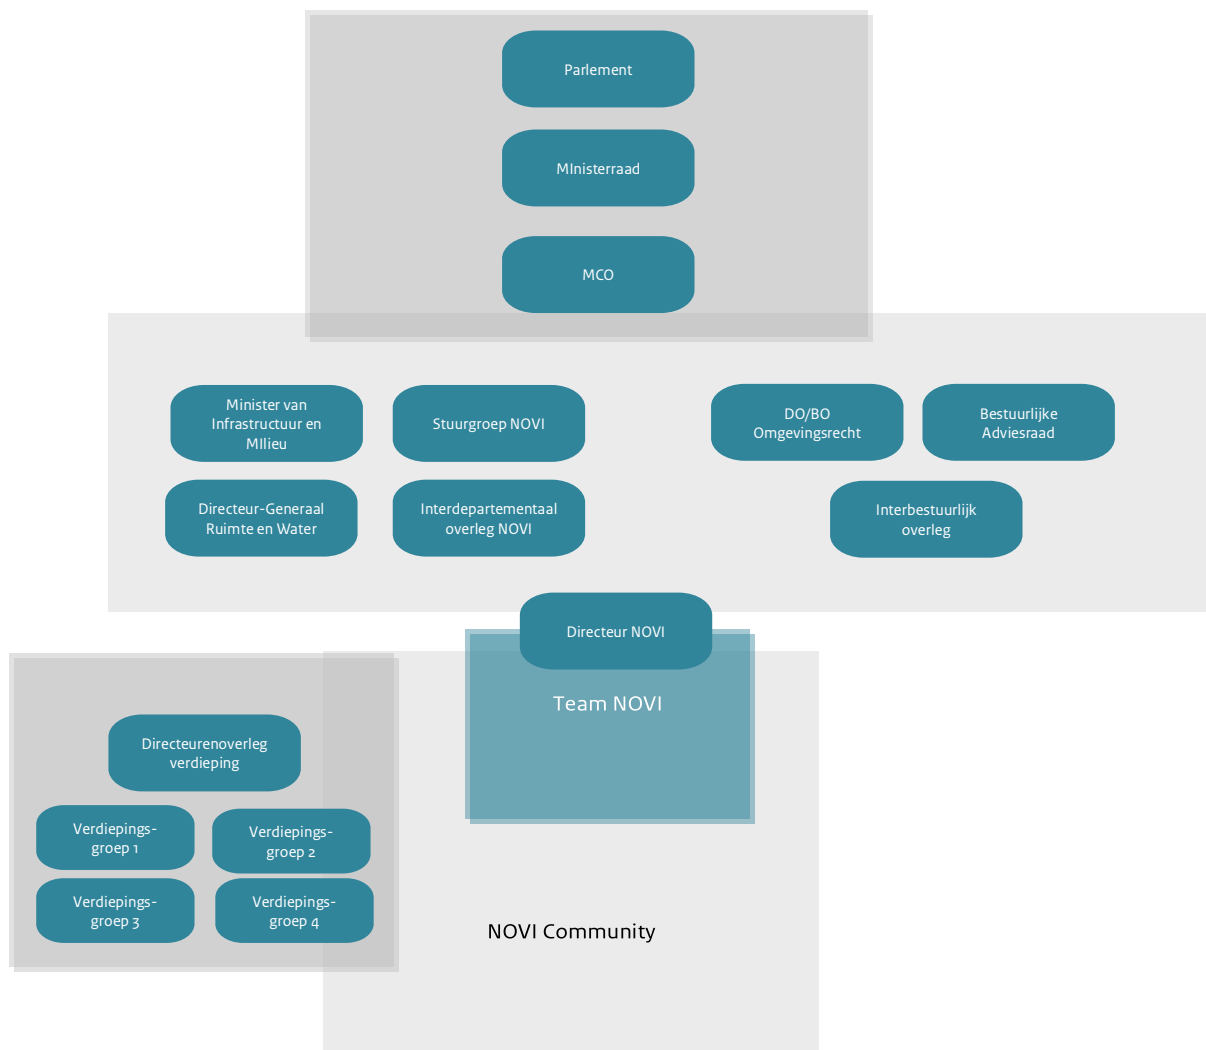 Parlement
MInisterraad
MCO
Minister van
Infrastructuur en
MIlieu
Stuurgroep NOVI
DO/BO
Omgevingsrecht
Bestuurlijke
Adviesraad
Directeur-Generaal
Ruimte en Water
Interdepartementaal
overleg NOVI
Interbestuurlijk
overleg
Directeur NOVI
Team NOVI
Directeurenoverleg
verdieping
Verdiepings-
groep 1
Verdiepings-
groep 2
Verdiepings-
groep 3
Verdiepings-
groep 4
NOVI Community